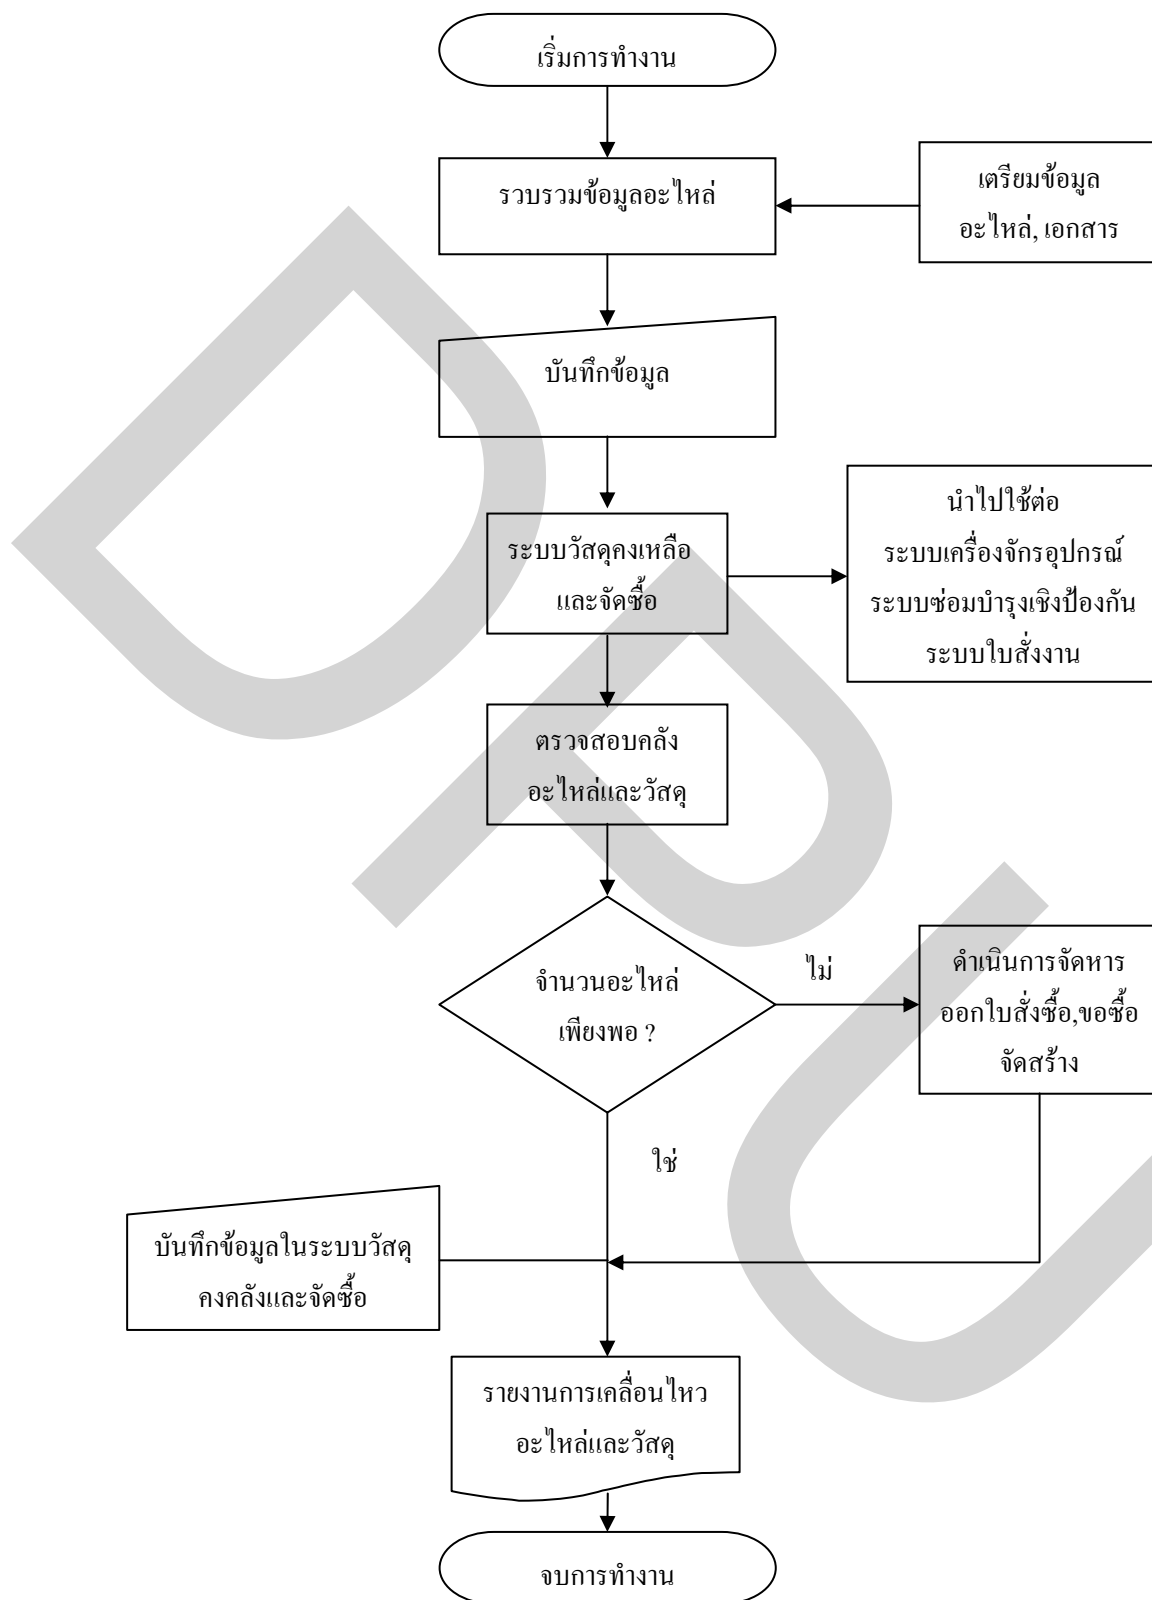 เริ่มการทำงาน
รวบรวมข้อมูลอะไหล่
เตรียมข้อมูล
อะไหล่, เอกสาร
บันทึกข้อมูล
ระบบวัสดุคงเหลือ
และจัดซื้อ
นำไปใช้ต่อ
ระบบเครื่องจักรอุปกรณ์
ระบบซ่อมบำรุงเชิงป้องกัน
ระบบใบสั่งงาน
ตรวจสอบคลัง
อะไหล่และวัสดุ
จำนวนอะไหล่
เพียงพอ ?
ไม่
ดำเนินการจัดหาร
ออกใบสั่งซื้อ,ขอซื้อ
จัดสร้าง
ใช่
บันทึกข้อมูลในระบบวัสดุ
คงคลังและจัดซื้อ
รายงานการเคลื่อนไหว
อะไหล่และวัสดุ
จบการทำงาน
DPU